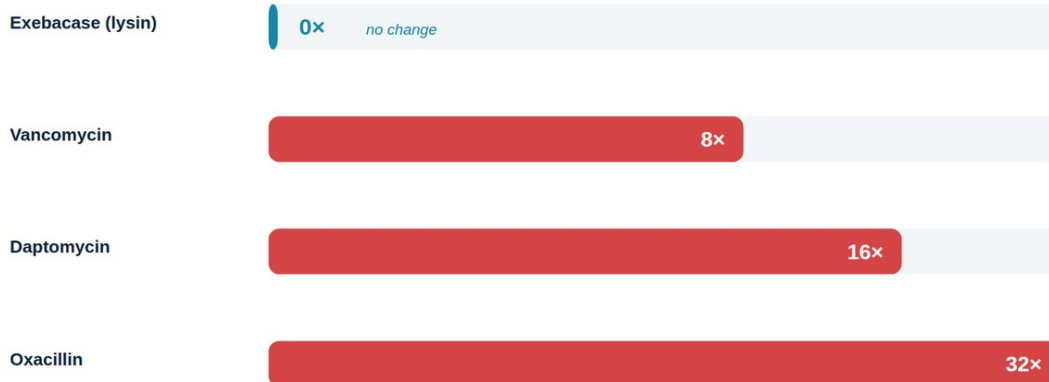 Exebacase (lysin) 0× no change
Vancomycin 8×
Daptomycin 16×
Oxacillin 32×